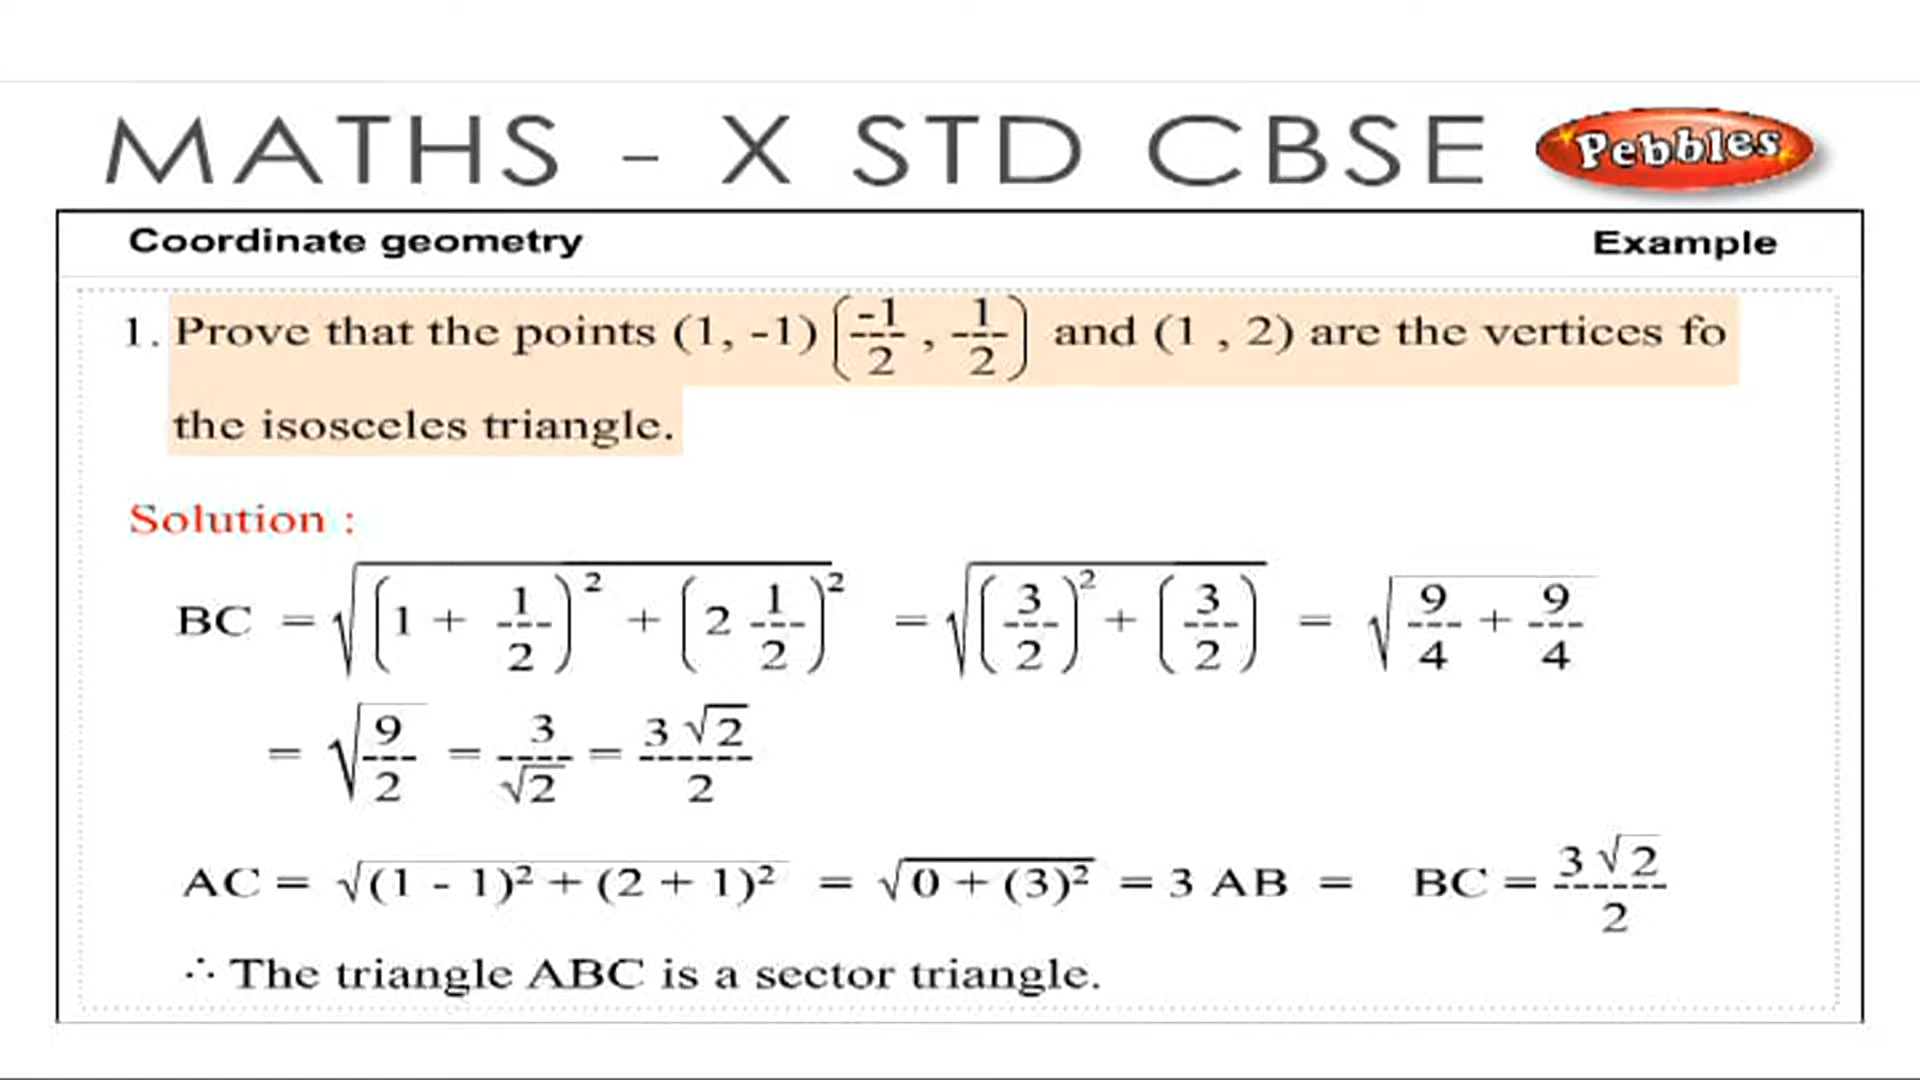 MATHS - X STD CBSE Pebbles
Coordinate geometry Example
1. Prove that the points (1, -1) (-1/2 , -1/2) and (1 , 2) are the vertices fo
the isosceles triangle.
Solution :
BC = √(1 + 1/2)² + (2 1/2)² = √(3/2)² + (3/2) = √9/4 + 9/4
= √9/2 = 3/√2 = 3√2/2
AC = √(1 - 1)² + (2 + 1)² = √0 + (3)² = 3 AB = BC = 3√2/2
∴ The triangle ABC is a sector triangle.